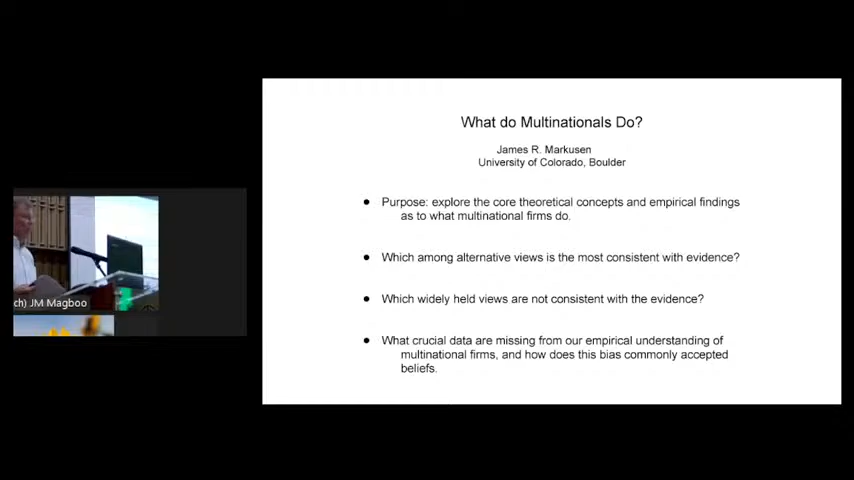 What do Multinationals Do?
James R. Markusen
University of Colorado, Boulder
● Purpose: explore the core theoretical concepts and empirical findings
as to what multinational firms do.
● Which among alternative views is the most consistent with evidence?
● Which widely held views are not consistent with the evidence?
● What crucial data are missing from our empirical understanding of
multinational firms, and how does this bias commonly accepted
beliefs.
ch) JM Magboo